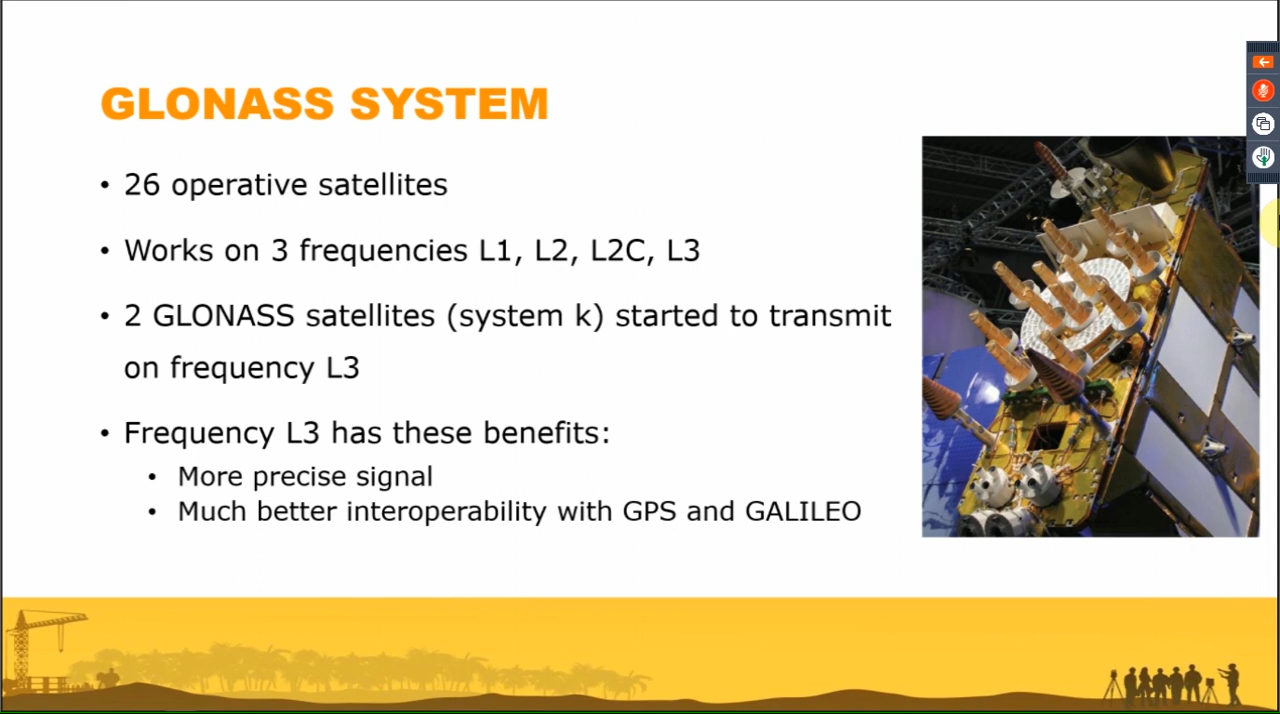 GLONASS SYSTEM
• 26 operative satellites
• Works on 3 frequencies L1, L2, L2C, L3
• 2 GLONASS satellites (system k) started to transmit
on frequency L3
• Frequency L3 has these benefits:
• More precise signal
• Much better interoperability with GPS and GALILEO